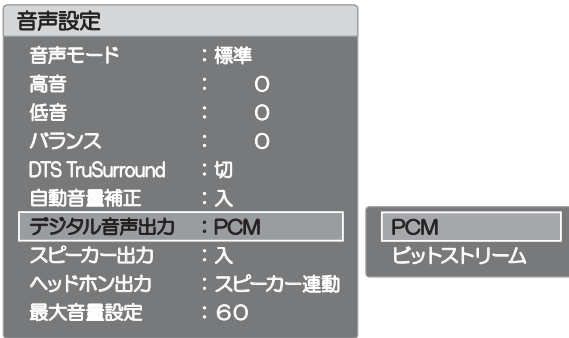 音声設定
音声モード ：標準
高音 ： 0
低音 ： 0
バランス ： 0
DTS TruSurround ：切
自動音量補正 ：入
デジタル音声出力 ：PCM
スピーカー出力 ：入
ヘッドホン出力 ：スピーカー連動
最大音量設定 ：60
PCM
ビットストリーム